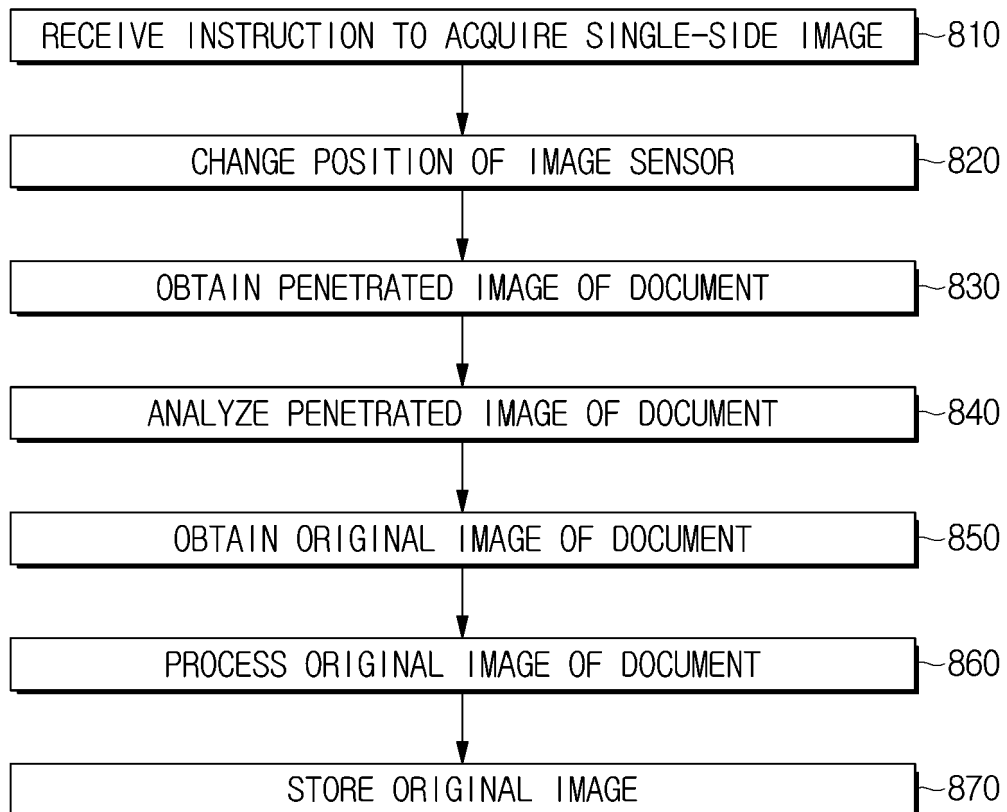 RECEIVE INSTRUCTION TO ACQUIRE SINGLE-SIDE IMAGE ~810
CHANGE POSITION OF IMAGE SENSOR ~820
OBTAIN PENETRATED IMAGE OF DOCUMENT ~830
ANALYZE PENETRATED IMAGE OF DOCUMENT ~840
OBTAIN ORIGINAL IMAGE OF DOCUMENT ~850
PROCESS ORIGINAL IMAGE OF DOCUMENT ~860
STORE ORIGINAL IMAGE ~870